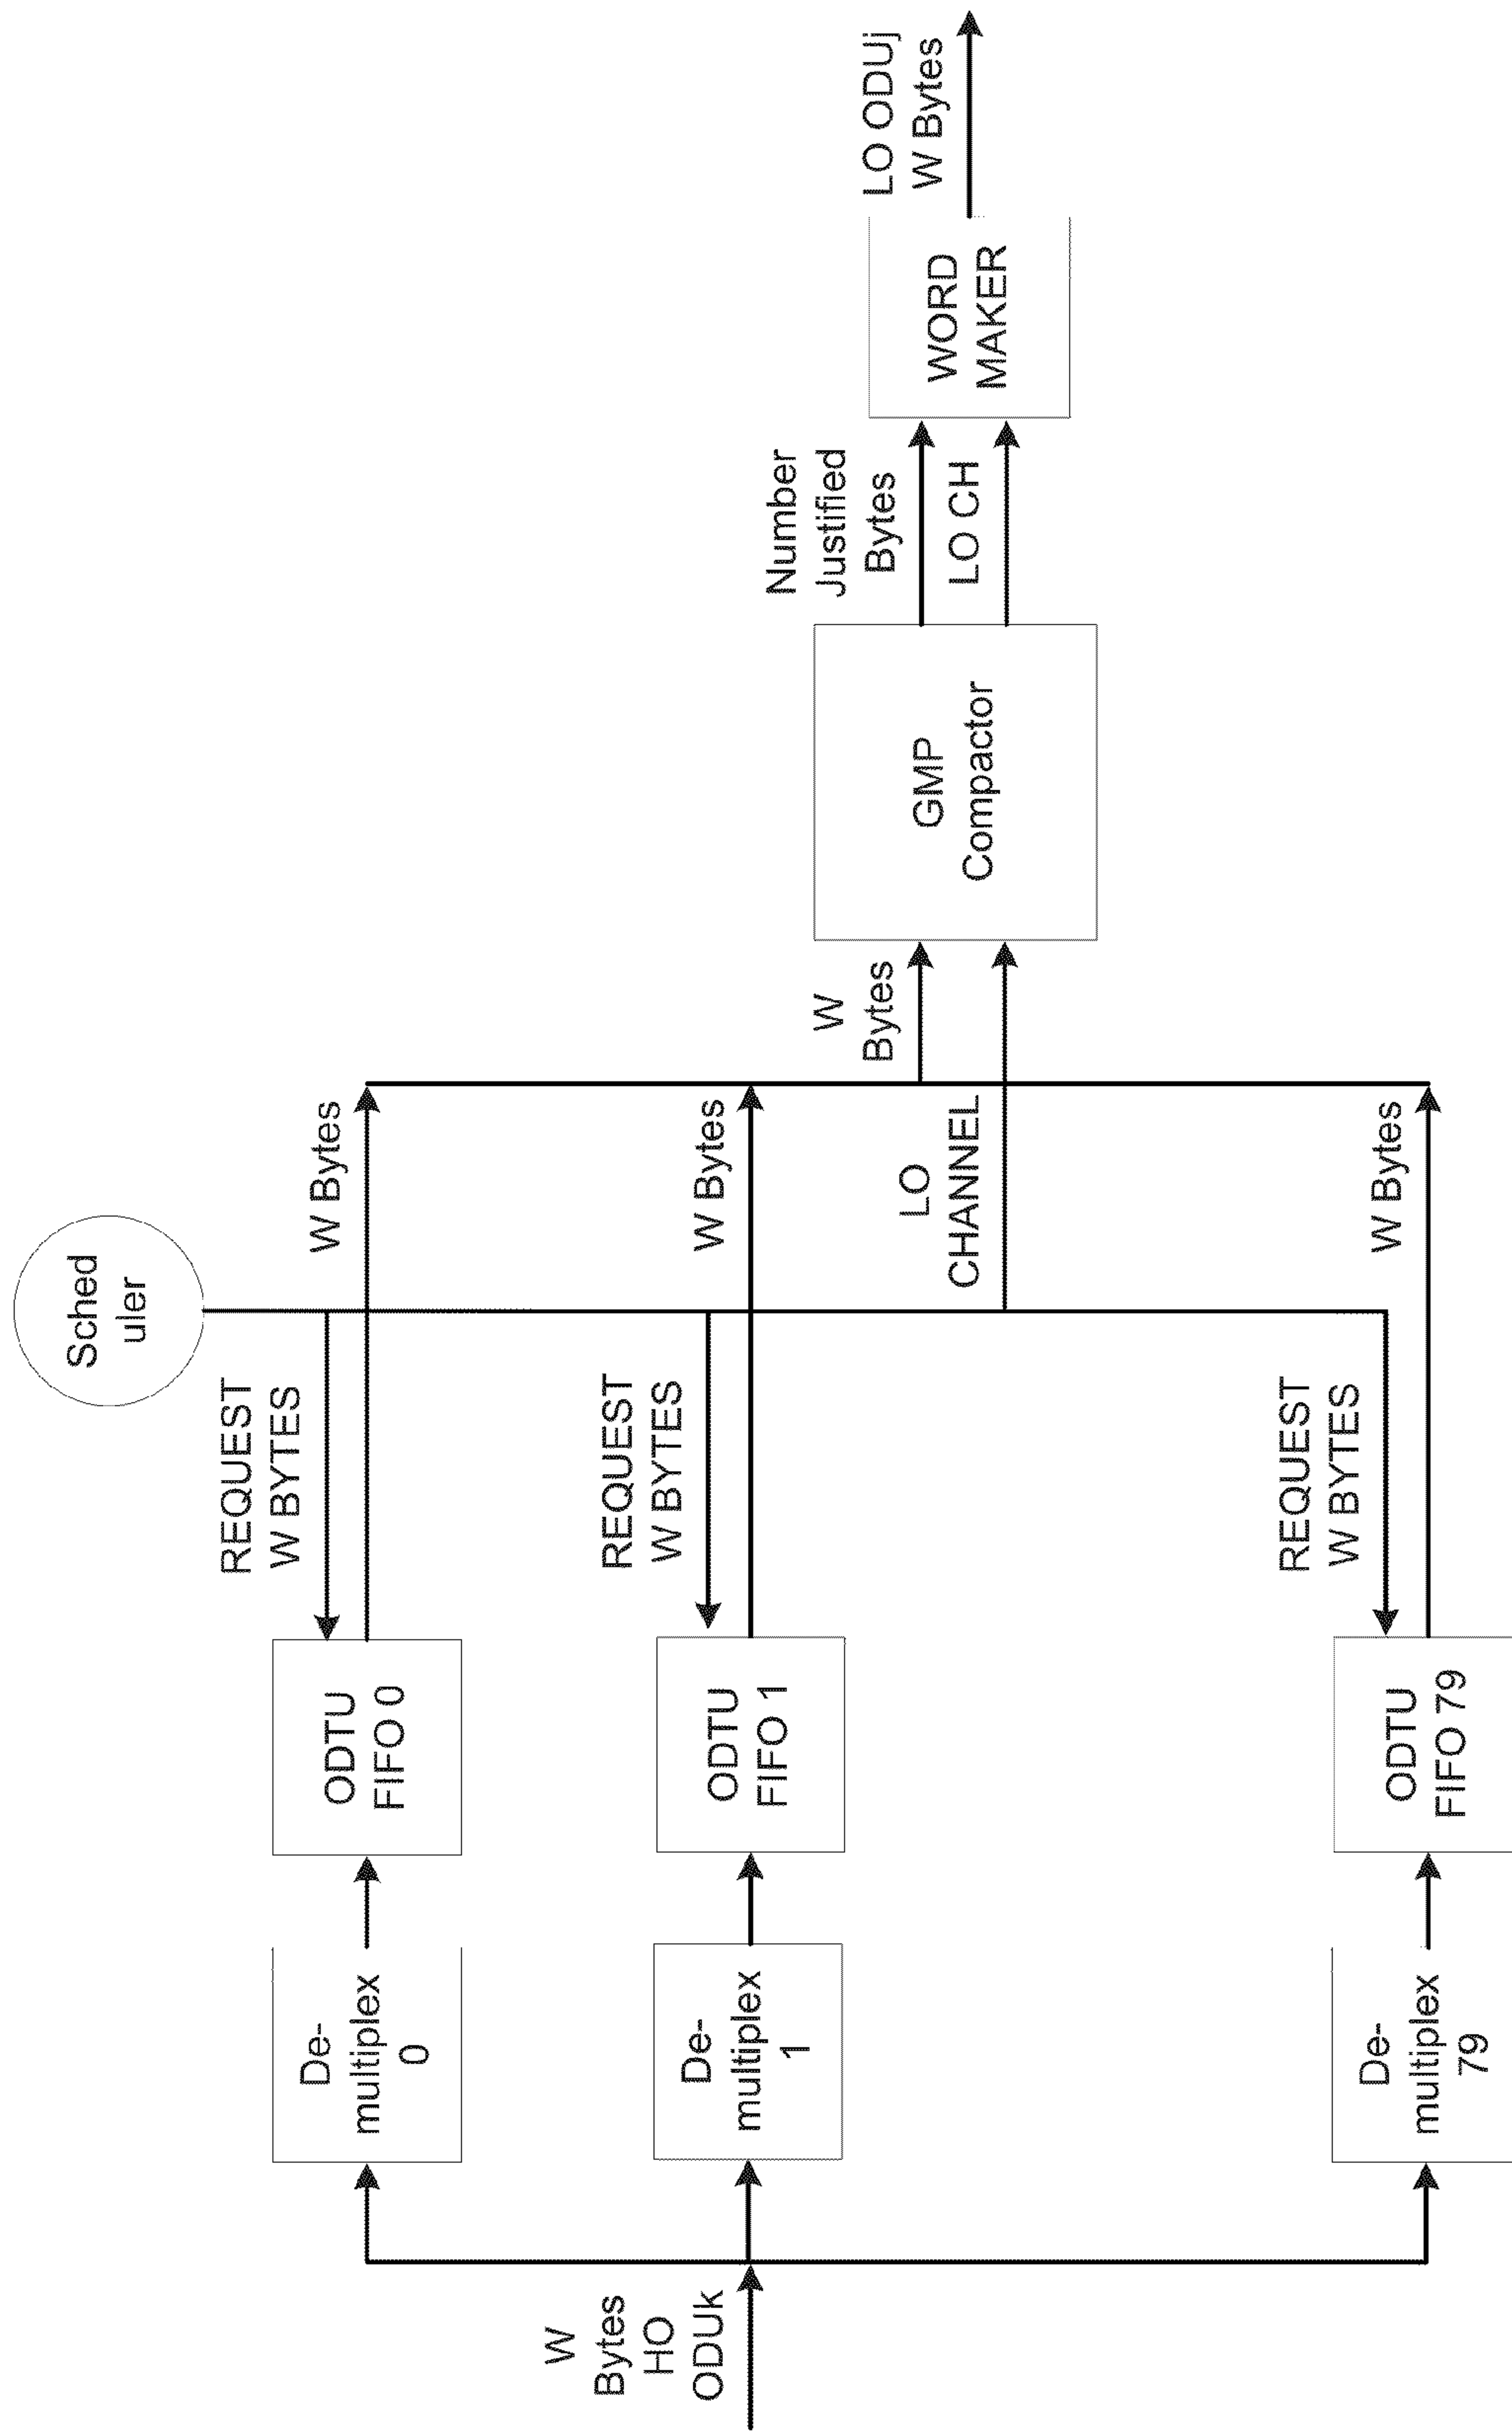 W
Bytes
HO
ODUk
De-
multiplex
0
De-
multiplex
1
De-
multiplex
79
ODTU
FIFO 0
ODTU
FIFO 1
ODTU
FIFO 79
REQUEST
W BYTES
REQUEST
W BYTES
REQUEST
W BYTES
Sched
uler
W Bytes
W Bytes
W Bytes
LO
CHANNEL
W
Bytes
GMP
Compactor
Number
Justified
Bytes
LO CH
WORD
MAKER
LO ODUj
W Bytes